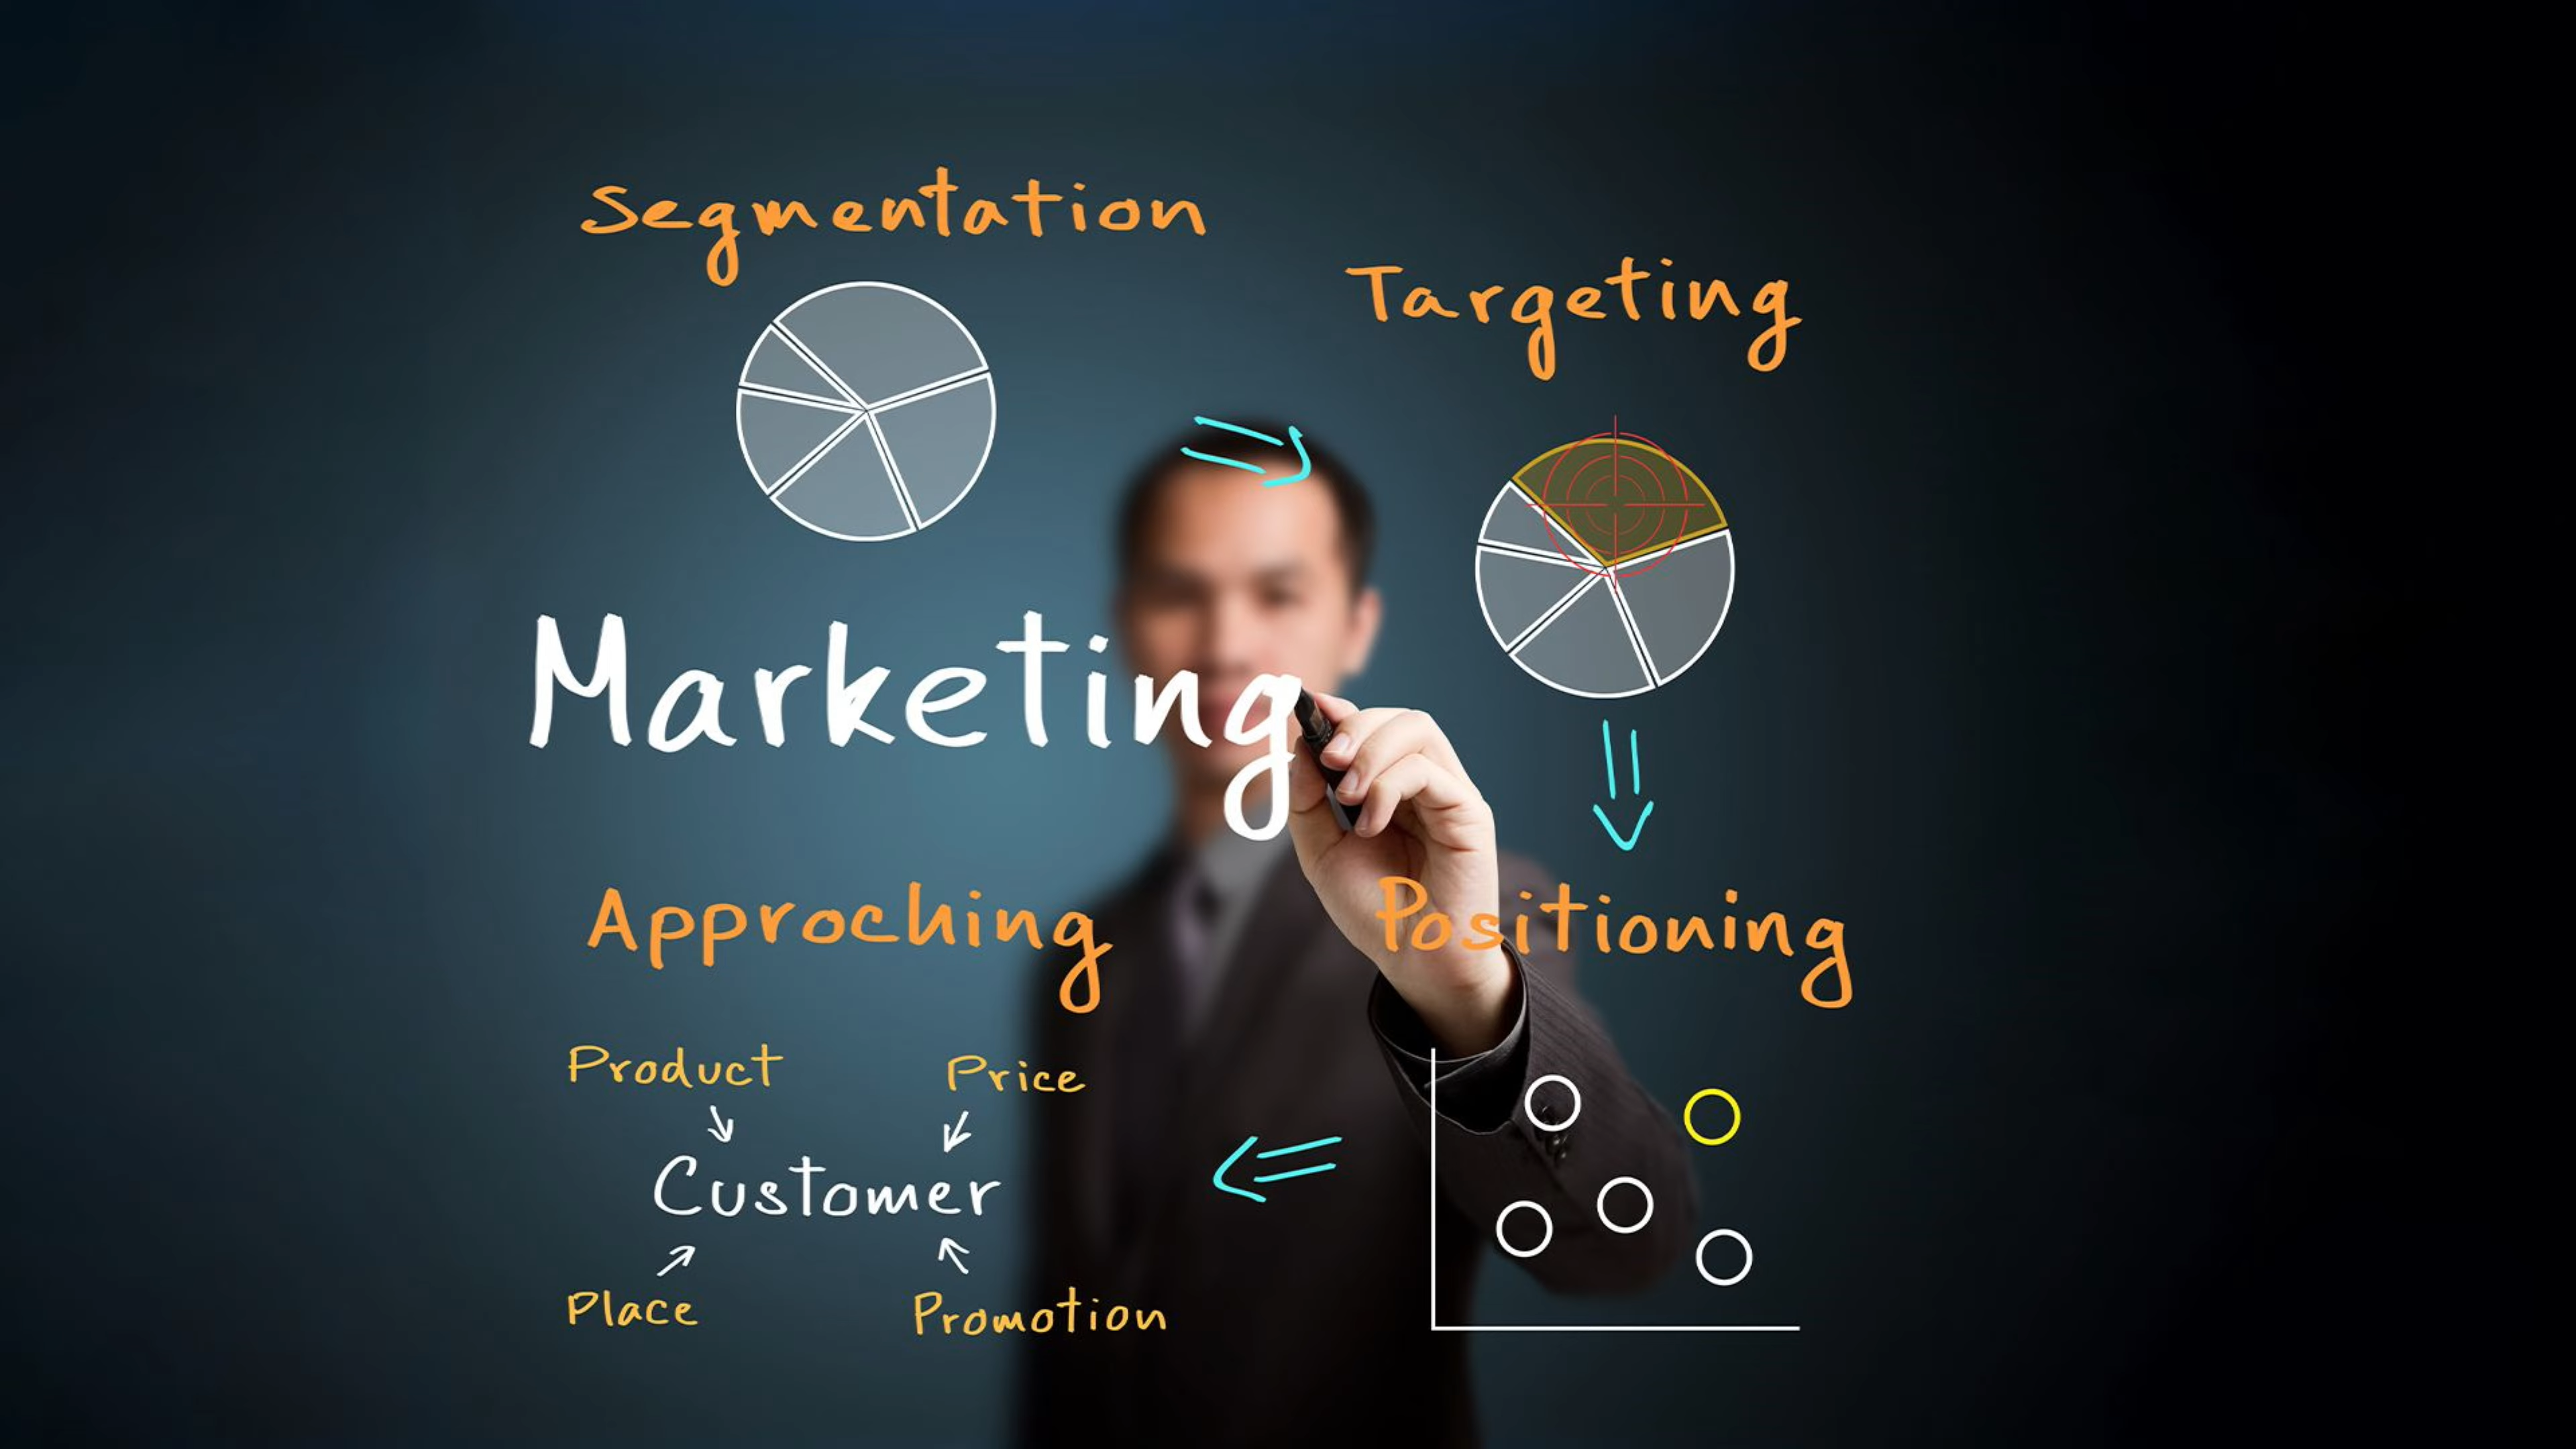 Segmentation
Targeting
Marketing
Approching
Positioning
Product
Price
Customer
Place
Promotion